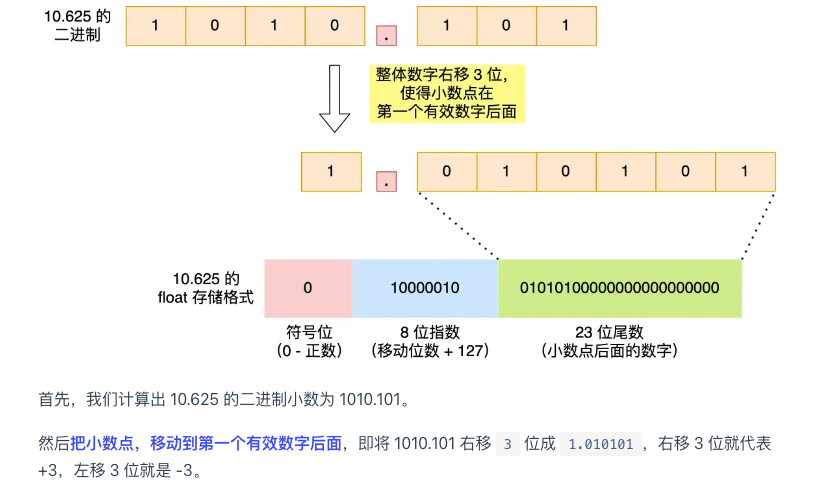 10.625 的
二进制
1 0 1 0 . 1 0 1
整体数字右移 3 位，
使得小数点在
第一个有效数字后面
1 . 0 1 0 1 0 1
10.625 的
float 存储格式
0 10000010 01010100000000000000000
符号位 8 位指数 23 位尾数
（0 - 正数） （移动位数 + 127） （小数点后面的数字）
首先，我们计算出 10.625 的二进制小数为 1010.101。
然后把小数点，移动到第一个有效数字后面，即将 1010.101 右移 3 位成 1.010101 ，右移 3 位就代表
+3，左移 3 位就是 -3。